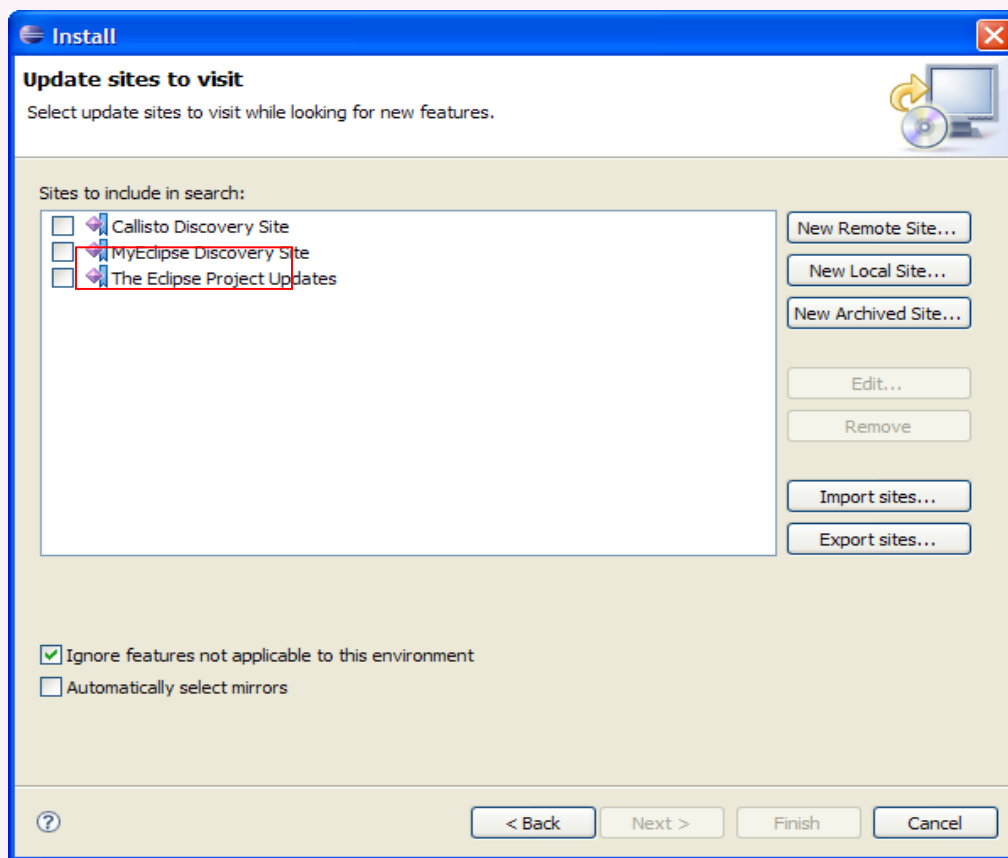 Install
Update sites to visit
Select update sites to visit while looking for new features.
Sites to include in search:
Callisto Discovery Site
MyEclipse Discovery Site
The Eclipse Project Updates
New Remote Site...
New Local Site...
New Archived Site...
Edit...
Remove
Import sites...
Export sites...
Ignore features not applicable to this environment
Automatically select mirrors
?
< Back
Next >
Finish
Cancel